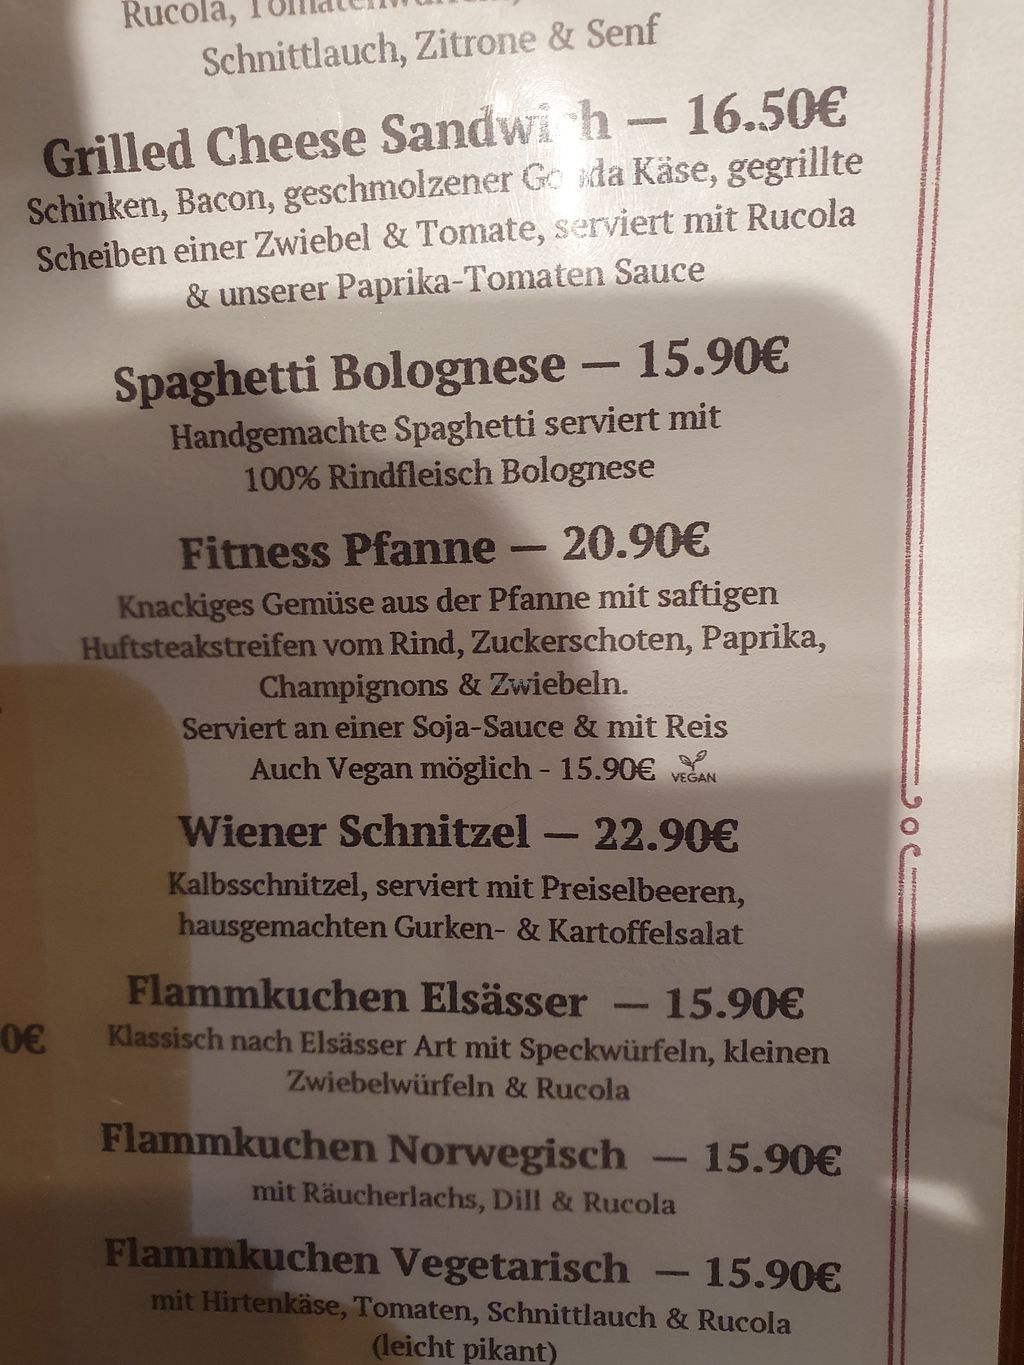 Rucola,
Schnittlauch, Zitrone & Senf
Grilled Cheese Sandwich — 16.50€
Schinken, Bacon, geschmolzener Gouda Käse, gegrillte
Scheiben einer Zwiebel & Tomate, serviert mit Rucola
& unserer Paprika-Tomaten Sauce
Spaghetti Bolognese — 15.90€
Handgemachte Spaghetti serviert mit
100% Rindfleisch Bolognese
Fitness Pfanne — 20.90€
Knackiges Gemüse aus der Pfanne mit saftigen
Huftsteakstreifen vom Rind, Zuckerschoten, Paprika,
Champignons & Zwiebeln.
Serviert an einer Soja-Sauce & mit Reis
Auch Vegan möglich - 15.90€ VEGAN
Wiener Schnitzel — 22.90€
Kalbsschnitzel, serviert mit Preiselbeeren,
hausgemachten Gurken- & Kartoffelsalat
Flammkuchen Elsässer — 15.90€
0€
Klassisch nach Elsässer Art mit Speckwürfeln, kleinen
Zwiebelwürfeln & Rucola
Flammkuchen Norwegisch — 15.90€
mit Räucherlachs, Dill & Rucola
Flammkuchen Vegetarisch — 15.90€
mit Hirtenkäse, Tomaten, Schnittlauch & Rucola
(leicht pikant)